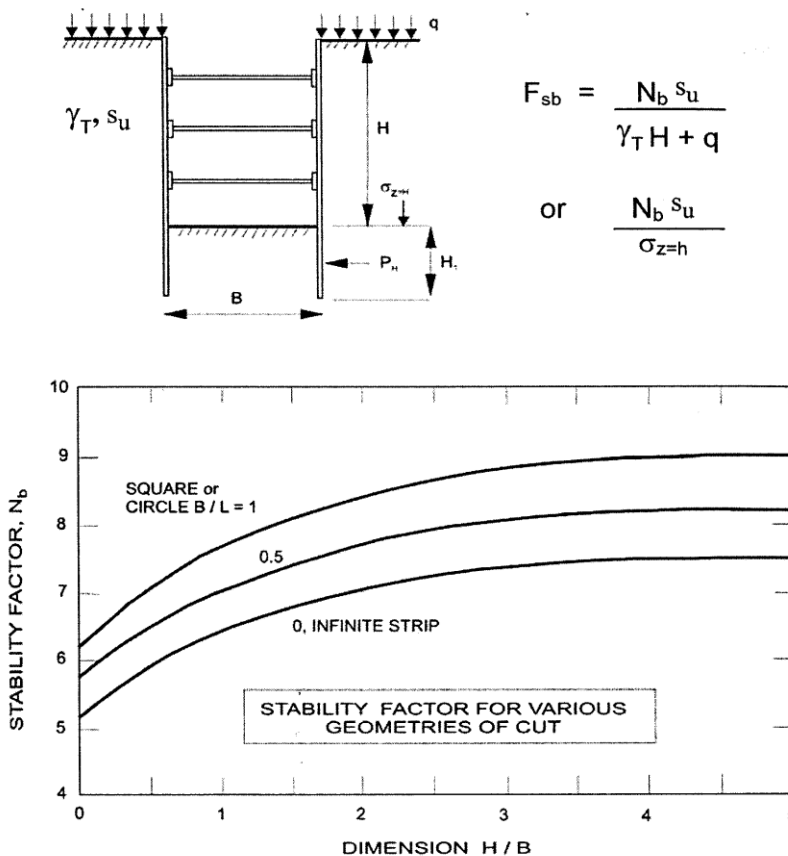 q
γT, su
H
σz=H
PH
H1
B
Fsb = Nb su
γT H + q
or Nb su
σz=h
10
9
8
7
6
5
4
STABILITY FACTOR, Nb
SQUARE or
CIRCLE B / L = 1
0.5
0, INFINITE STRIP
STABILITY FACTOR FOR VARIOUS
GEOMETRIES OF CUT
0 1 2 3 4
DIMENSION H / B